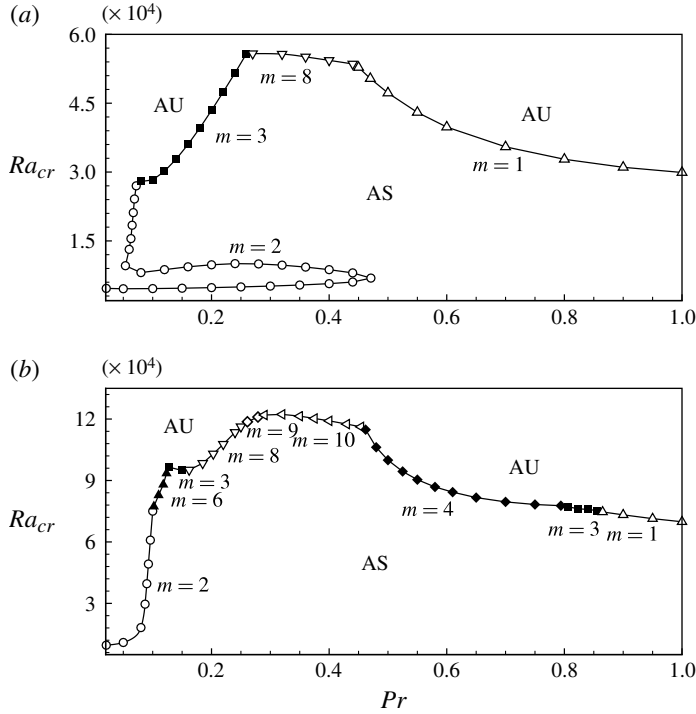 (a) (× 10⁴)
6.0
m = 8
AU
AU
4.5
m = 3
Ra_cr
3.0
m = 1
AS
m = 2
1.5
0.2 0.4 0.6 0.8 1.0
(b) (× 10⁴)
12
AU
m = 9
m = 10
m = 8
9
m = 3
AU
m = 6
m = 4
Ra_cr
m = 3
m = 1
6
AS
m = 2
3
0.2 0.4 0.6 0.8 1.0
Pr